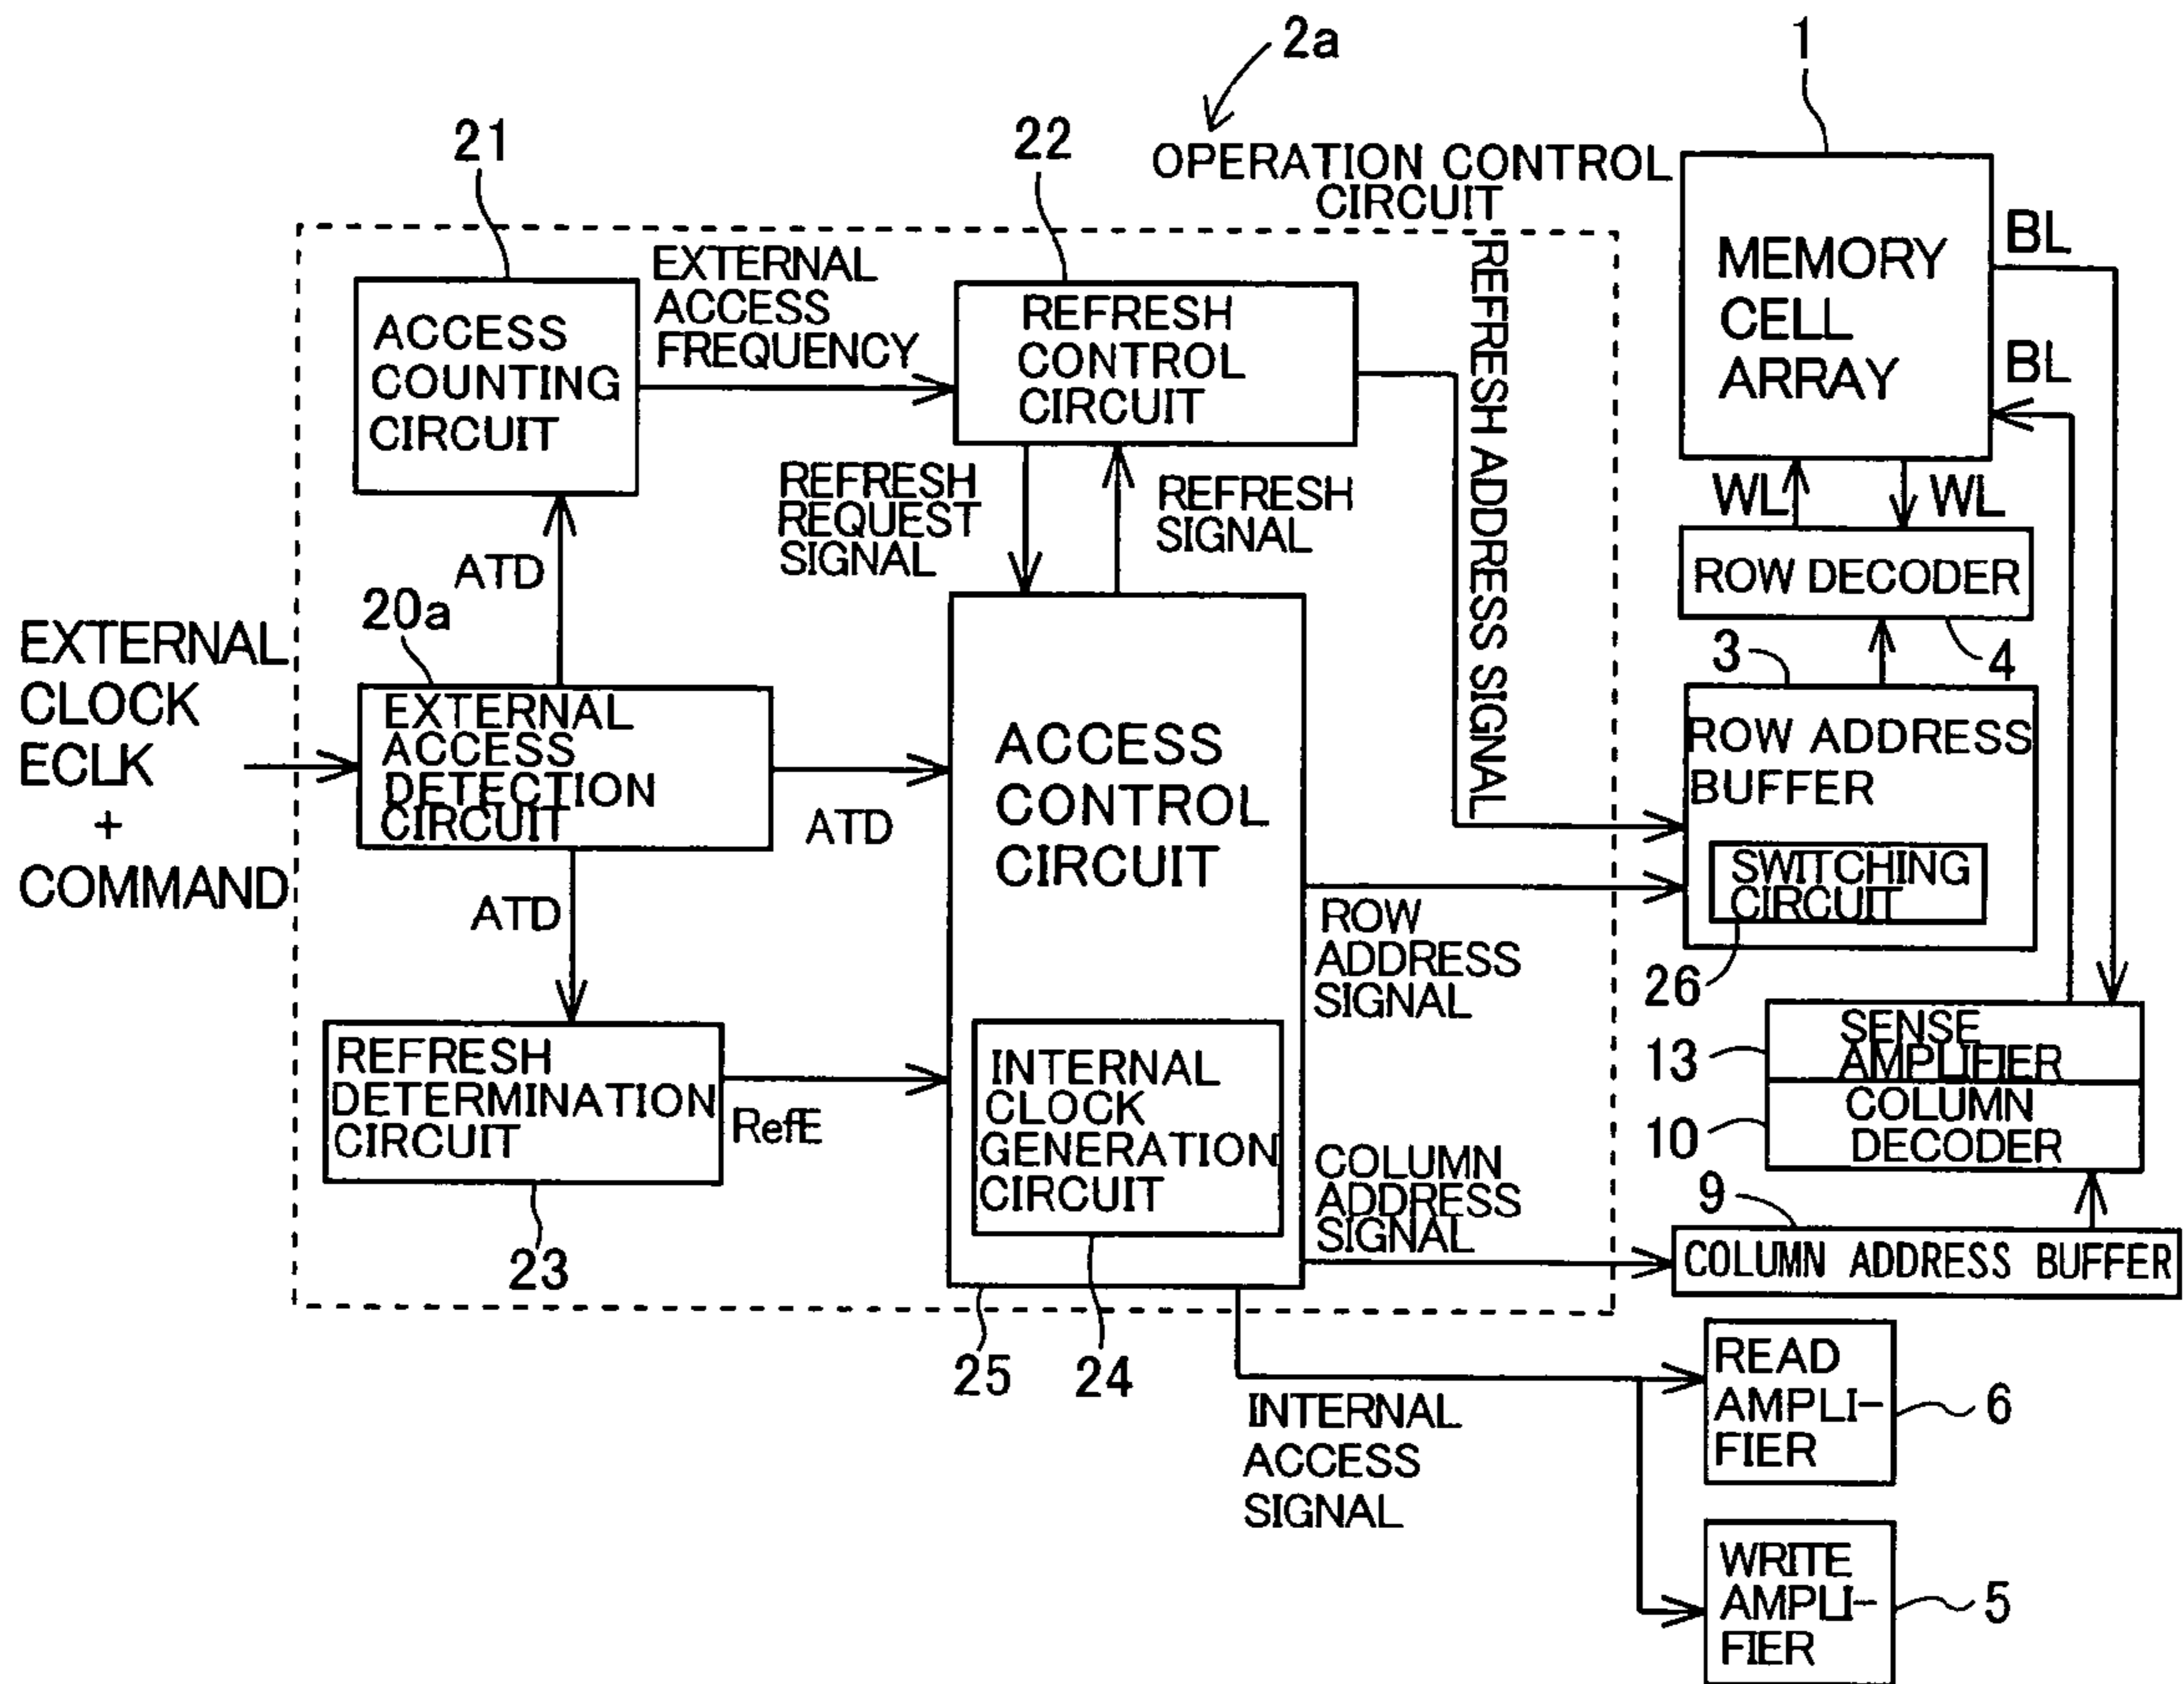 2a
1
21
22
OPERATION CONTROL
CIRCUIT
MEMORY
CELL
ARRAY
BL
BL
EXTERNAL
ACCESS
FREQUENCY
ACCESS
COUNTING
CIRCUIT
REFRESH
CONTROL
CIRCUIT
REFRESH ADDRESS SIGNAL
REFRESH
REQUEST
SIGNAL
REFRESH
SIGNAL
WL
WL
ATD
ROW DECODER
20a
EXTERNAL
CLOCK
ECLK
+
COMMAND
3
4
EXTERNAL
ACCESS
DETECTION
CIRCUIT
ATD
ACCESS
CONTROL
CIRCUIT
ROW ADDRESS
BUFFER
SWITCHING
CIRCUIT
ATD
ROW
ADDRESS
SIGNAL
26
SENSE
AMPLIFIER
13
COLUMN
DECODER
10
REFRESH
DETERMINATION
CIRCUIT
RefE
INTERNAL
CLOCK
GENERATION
CIRCUIT
COLUMN
ADDRESS
SIGNAL
9
COLUMN ADDRESS BUFFER
23
25
24
INTERNAL
ACCESS
SIGNAL
READ
AMPLI-
FIER
6
WRITE
AMPLI-
FIER
5